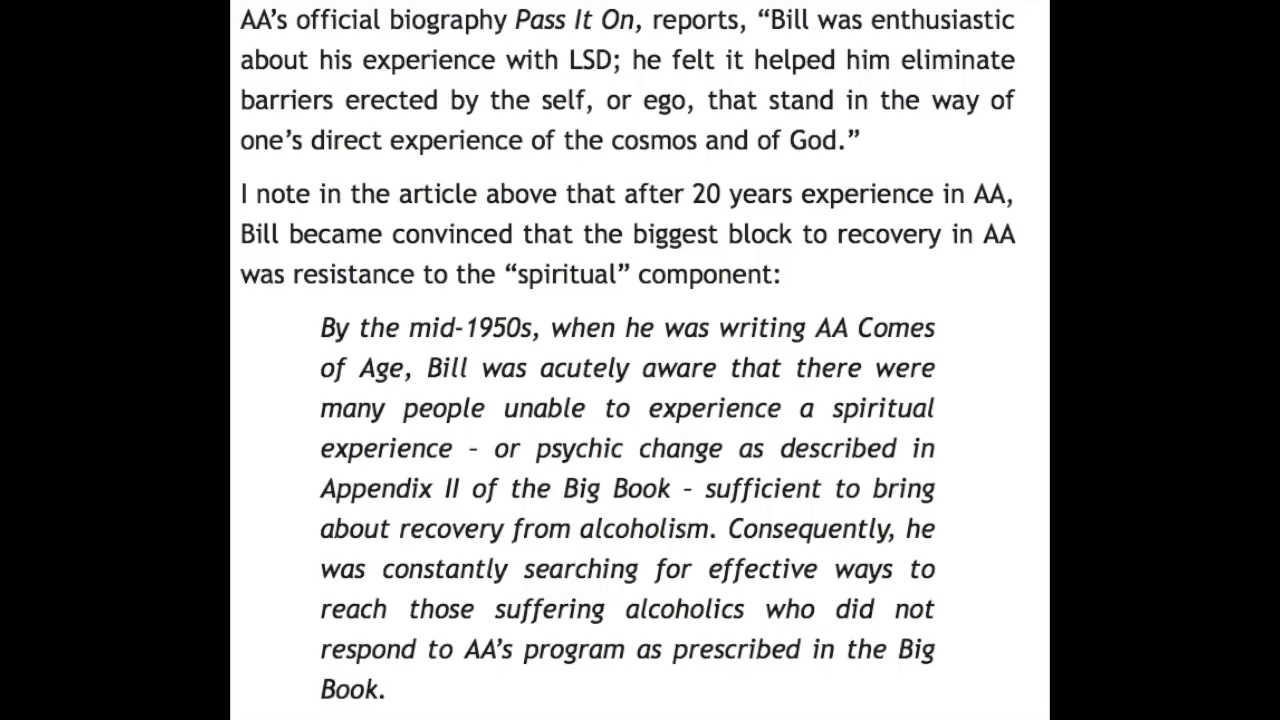 AA’s official biography Pass It On, reports, “Bill was enthusiastic
about his experience with LSD; he felt it helped him eliminate
barriers erected by the self, or ego, that stand in the way of
one’s direct experience of the cosmos and of God.”
I note in the article above that after 20 years experience in AA,
Bill became convinced that the biggest block to recovery in AA
was resistance to the “spiritual” component:
By the mid-1950s, when he was writing AA Comes
of Age, Bill was acutely aware that there were
many people unable to experience a spiritual
experience – or psychic change as described in
Appendix II of the Big Book – sufficient to bring
about recovery from alcoholism. Consequently, he
was constantly searching for effective ways to
reach those suffering alcoholics who did not
respond to AA’s program as prescribed in the Big
Book.